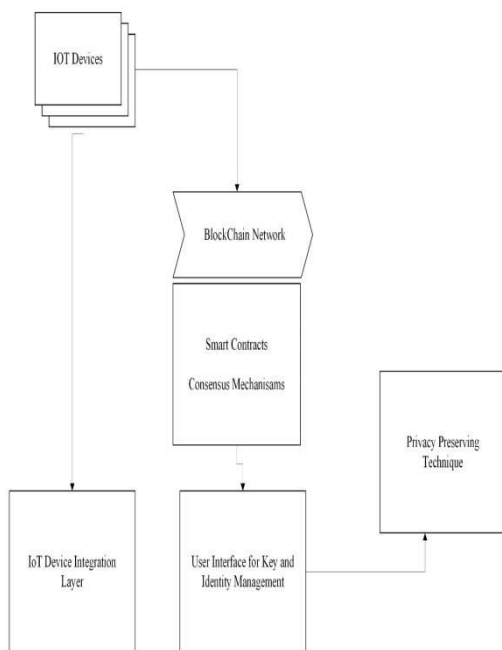 IOT Devices
BlockChain Network
Smart Contracts
Consensus Mechanisams
Privacy Preserving
Technique
IoT Device Integration
Layer
User Interface for Key and
Identity Management